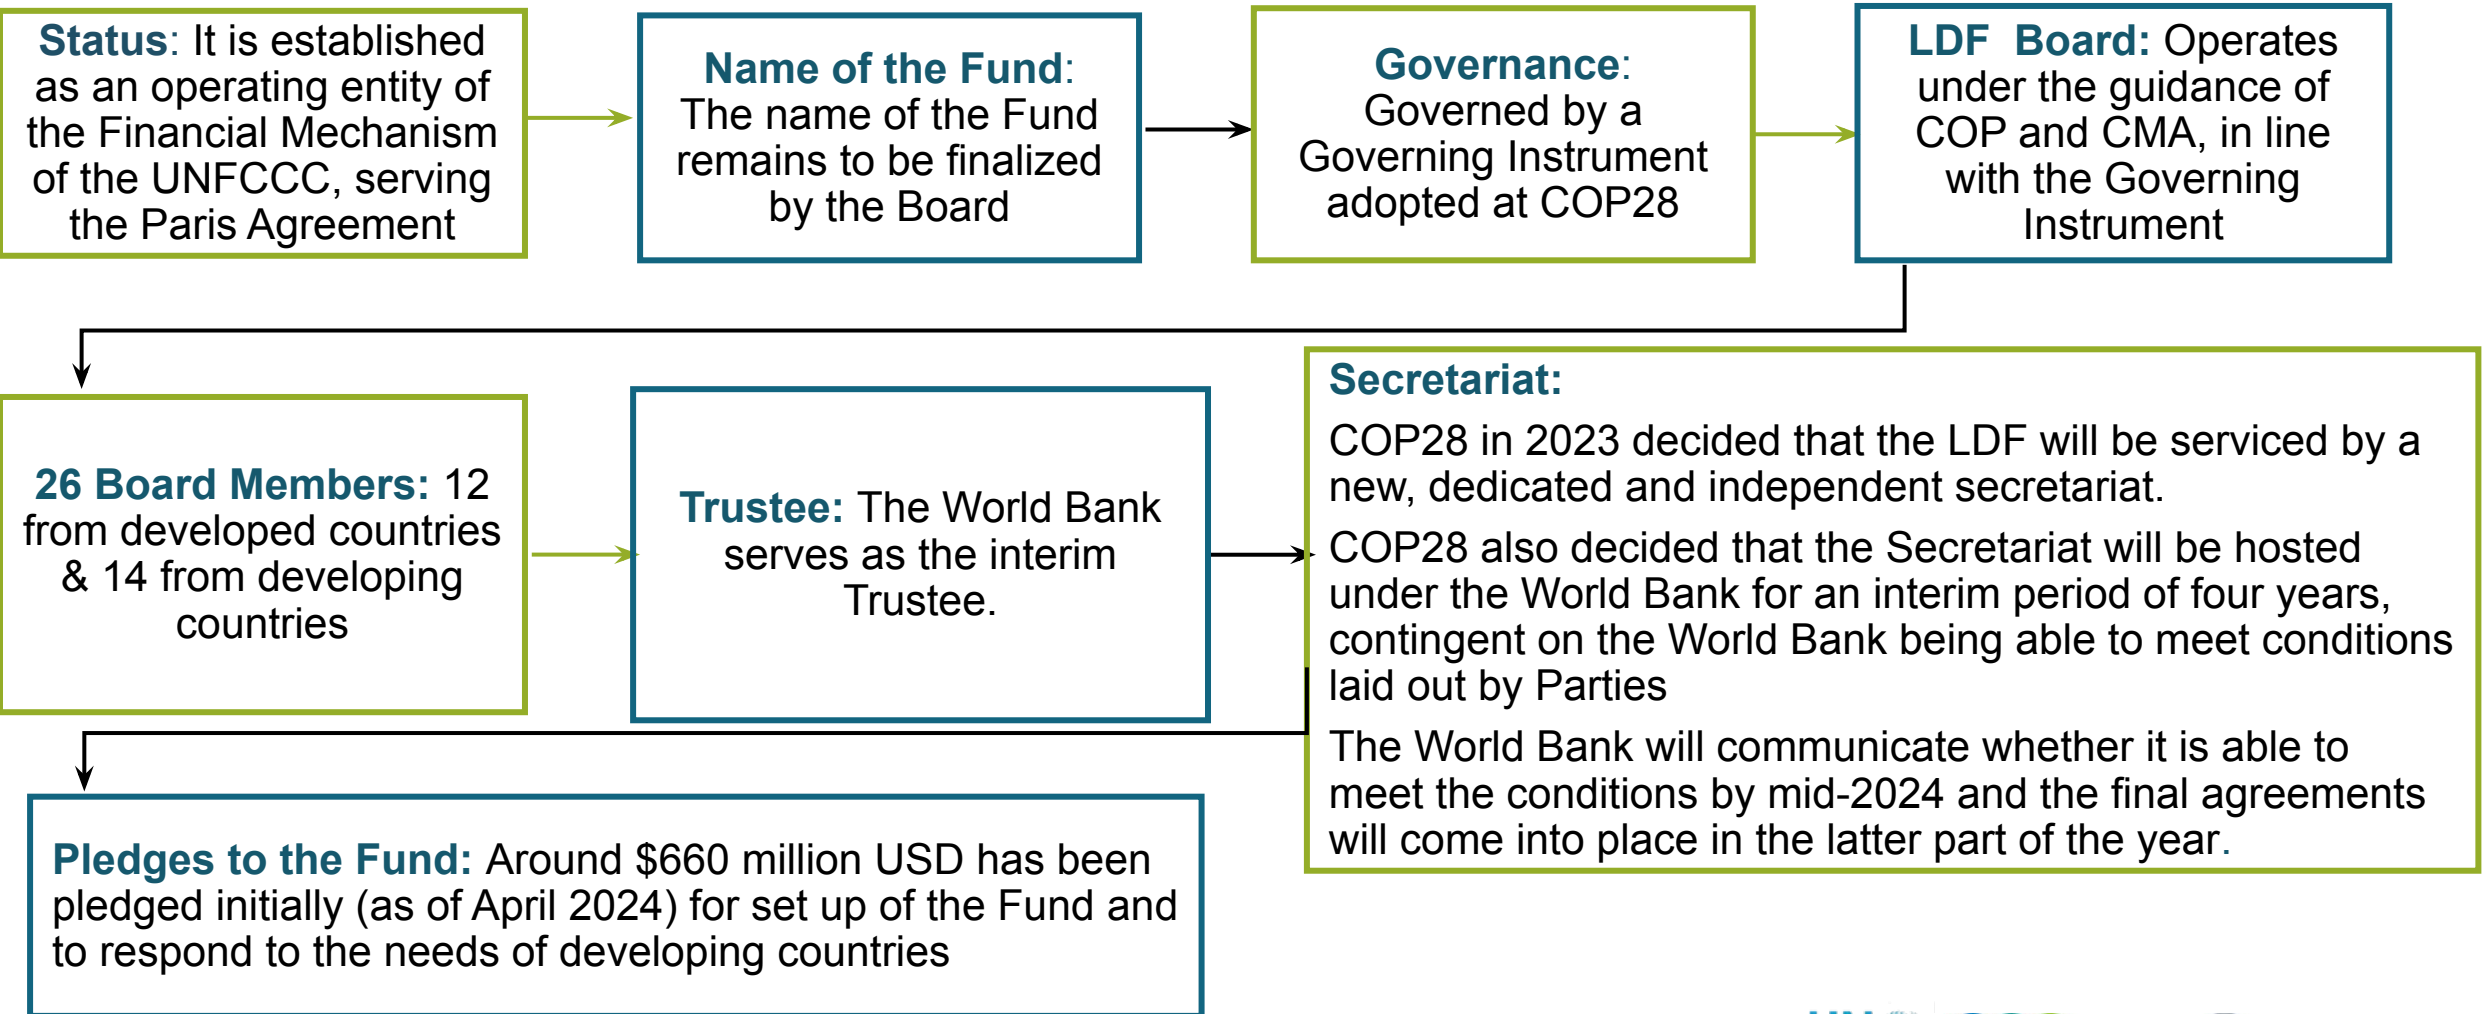 Status: It is established
as an operating entity of
the Financial Mechanism
of the UNFCCC, serving
the Paris Agreement
Name of the Fund:
The name of the Fund
remains to be finalized
by the Board
Governance:
Governed by a
Governing Instrument
adopted at COP28
LDF  Board: Operates
under the guidance of
COP and CMA, in line
with the Governing
Instrument
26 Board Members: 12
from developed countries
& 14 from developing
countries
Trustee: The World Bank
serves as the interim
Trustee.
Secretariat:
COP28 in 2023 decided that the LDF will be serviced by a
new, dedicated and independent secretariat.
COP28 also decided that the Secretariat will be hosted
under the World Bank for an interim period of four years,
contingent on the World Bank being able to meet conditions
laid out by Parties
The World Bank will communicate whether it is able to
meet the conditions by mid-2024 and the final agreements
will come into place in the latter part of the year.
Pledges to the Fund: Around $660 million USD has been
pledged initially (as of April 2024) for set up of the Fund and
to respond to the needs of developing countries